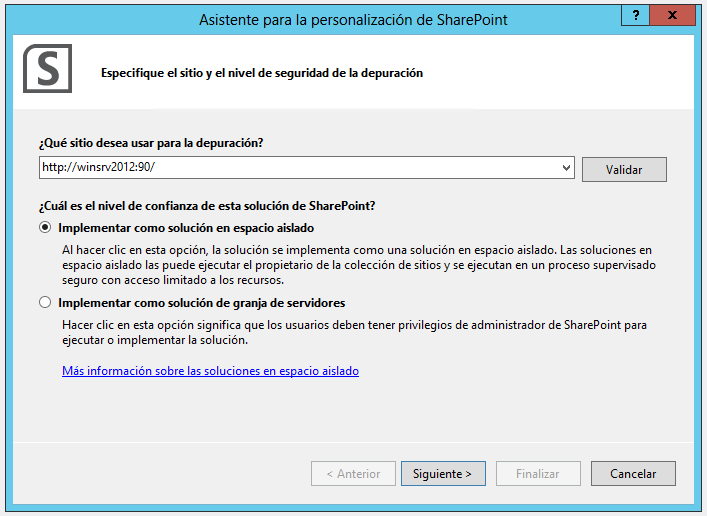 Asistente para la personalización de SharePoint
?
x
S
Especifique el sitio y el nivel de seguridad de la depuración
¿Qué sitio desea usar para la depuración?
http://winsrv2012:90/
Validar
¿Cuál es el nivel de confianza de esta solución de SharePoint?
Implementar como solución en espacio aislado
Al hacer clic en esta opción, la solución se implementa como una solución en espacio aislado. Las soluciones en
espacio aislado las puede ejecutar el propietario de la colección de sitios y se ejecutan en un proceso supervisado
seguro con acceso limitado a los recursos.
Implementar como solución de granja de servidores
Hacer clic en esta opción significa que los usuarios deben tener privilegios de administrador de SharePoint para
ejecutar o implementar la solución.
Más información sobre las soluciones en espacio aislado
< Anterior
Siguiente >
Finalizar
Cancelar